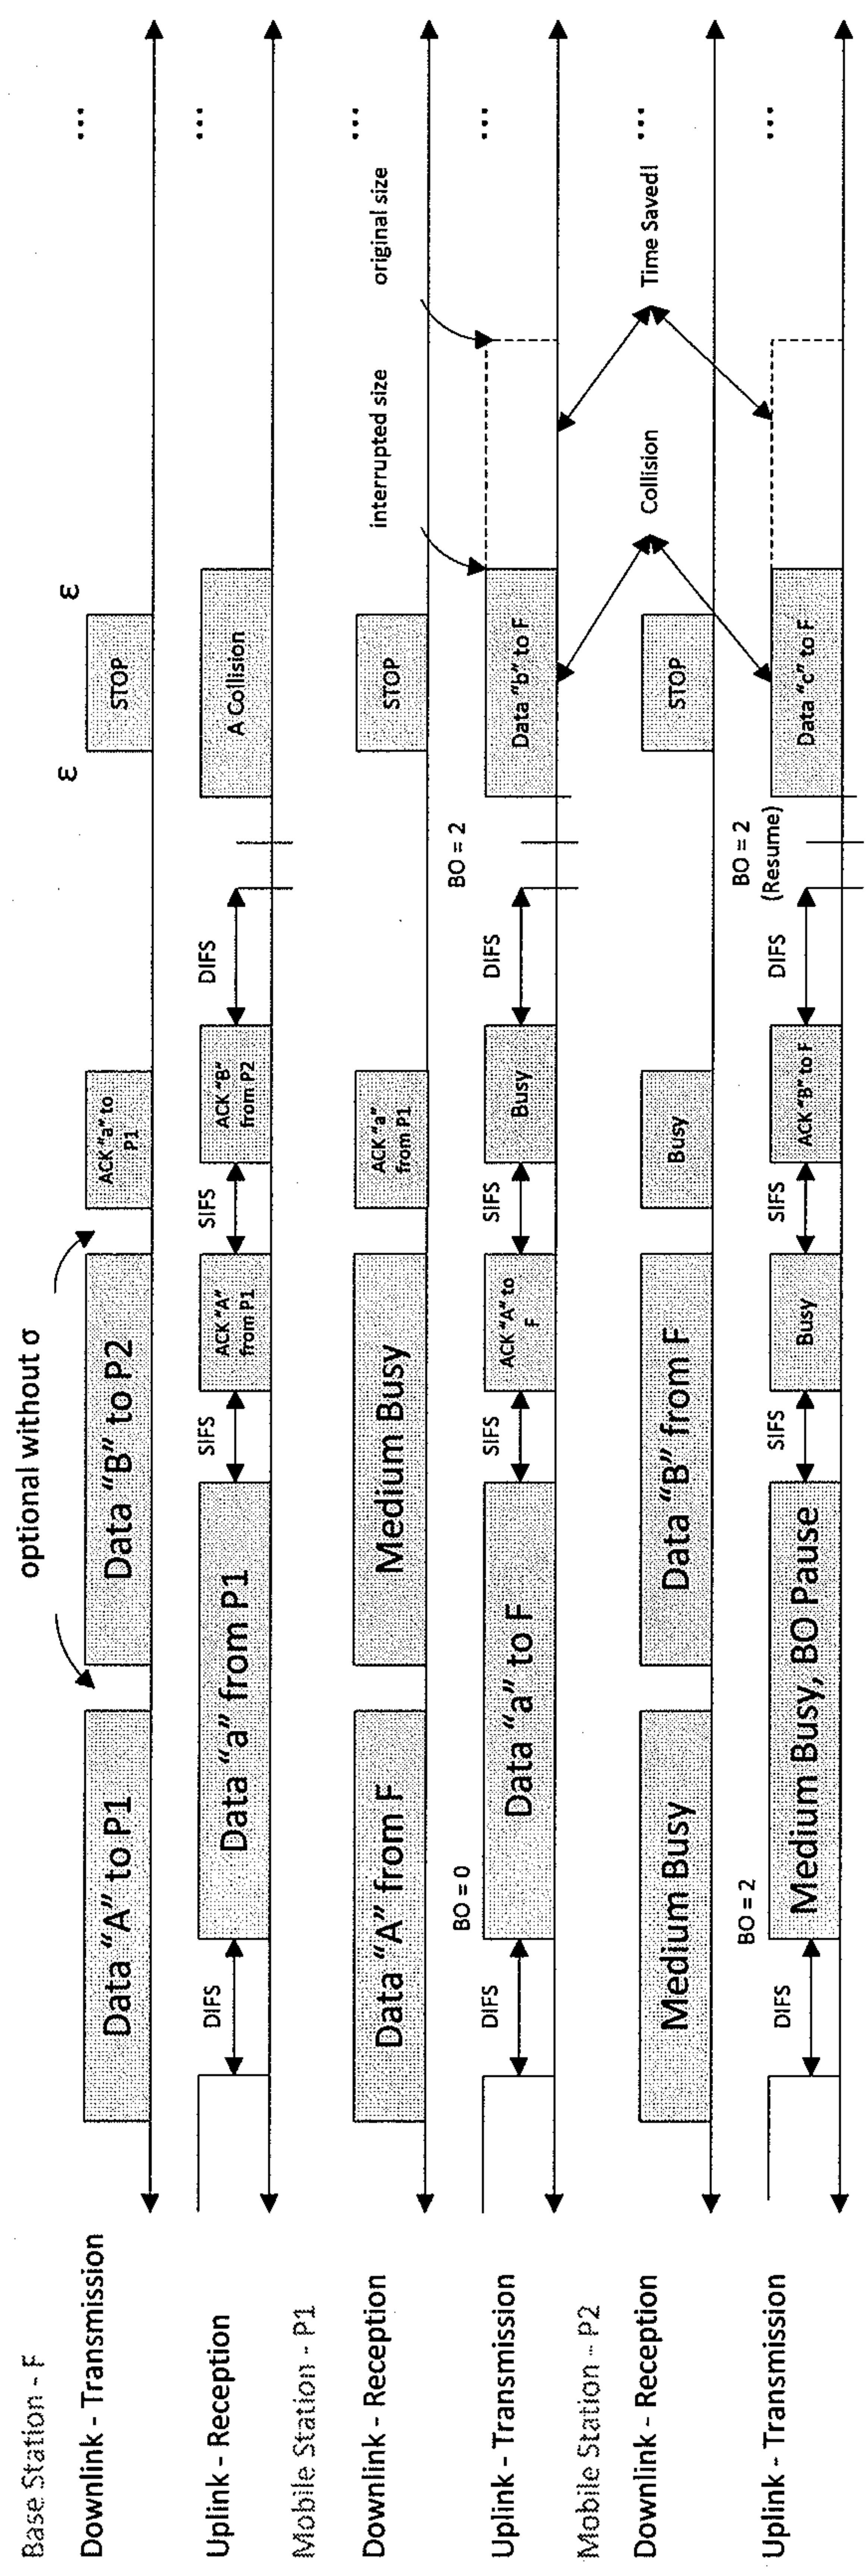 optional without σ
Base Station - F
Downlink - Transmission
Data "A" to P1
Data "B" to P2
ACK "a" to
P1
ε
STOP
ε
...
Uplink - Reception
DIFS
Data "a" from P1
SIFS
ACK "A"
from P1
SIFS
ACK "B"
from P2
DIFS
A Collision
...
Mobile Station - P1
Downlink - Reception
Data "A" from F
Medium Busy
ACK "a"
from P1
STOP
interrupted size
original size
...
Uplink - Transmission
DIFS
BO = 0
Data "a" to F
SIFS
ACK "A" to
F
SIFS
Busy
DIFS
BO = 2
Data "b" to F
...
Collision
Time Saved!
Mobile Station - P2
Downlink - Reception
Medium Busy
Data "B" from F
Busy
STOP
...
Uplink - Transmission
DIFS
BO = 2
Medium Busy, BO Pause
SIFS
Busy
SIFS
ACK "B" to F
DIFS
BO = 2
(Resume)
Data "c" to F
...